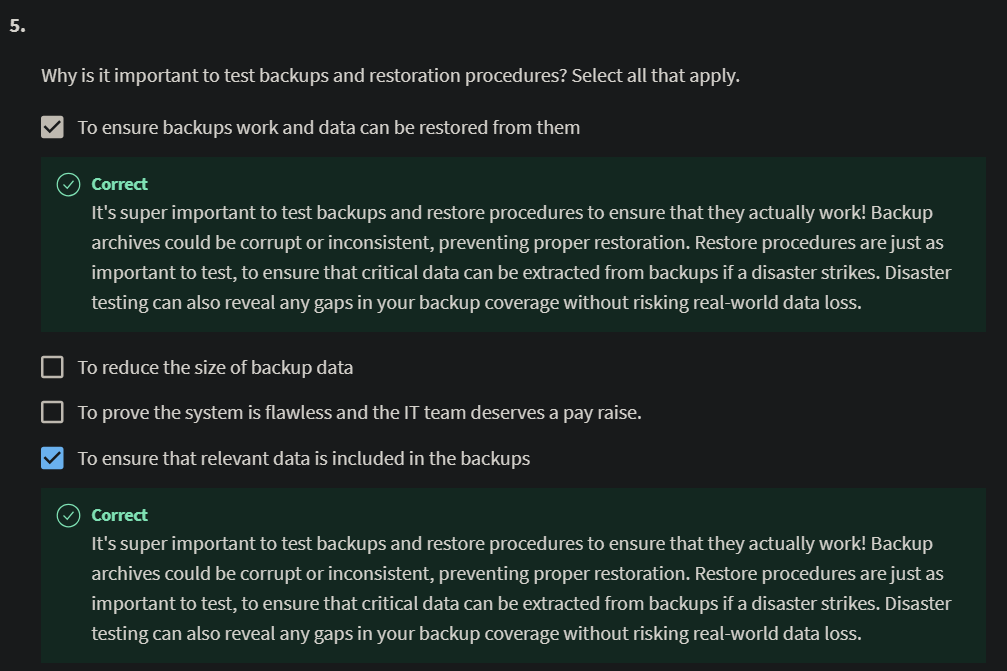 5.
Why is it important to test backups and restoration procedures? Select all that apply.
To ensure backups work and data can be restored from them
Correct
It's super important to test backups and restore procedures to ensure that they actually work! Backup
archives could be corrupt or inconsistent, preventing proper restoration. Restore procedures are just as
important to test, to ensure that critical data can be extracted from backups if a disaster strikes. Disaster
testing can also reveal any gaps in your backup coverage without risking real-world data loss.
To reduce the size of backup data
To prove the system is flawless and the IT team deserves a pay raise.
To ensure that relevant data is included in the backups
Correct
It's super important to test backups and restore procedures to ensure that they actually work! Backup
archives could be corrupt or inconsistent, preventing proper restoration. Restore procedures are just as
important to test, to ensure that critical data can be extracted from backups if a disaster strikes. Disaster
testing can also reveal any gaps in your backup coverage without risking real-world data loss.